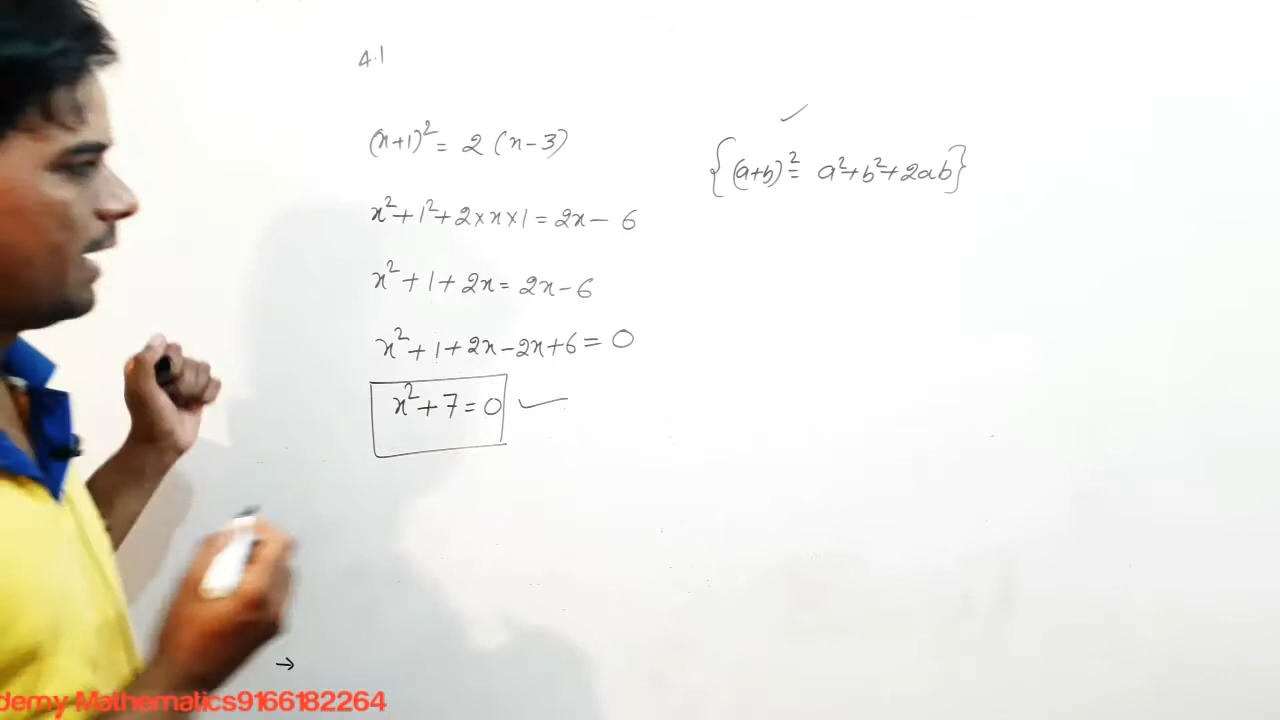 4.1
(x+1)² = 2 (x-3)
{(a+b)² = a²+b²+2ab}
x²+1²+2×x×1 = 2x-6
x²+1+2x = 2x-6
x²+1+2x-2x+6 = 0
x²+7=0
→
demy Mathematics9166182264